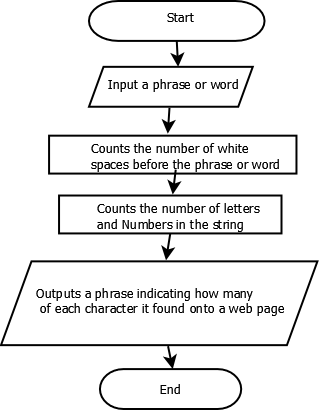 Start
Input a phrase or word
Counts the number of white
spaces before the phrase or word
Counts the number of letters
and Numbers in the string
Outputs a phrase indicating how many
of each character it found onto a web page
End